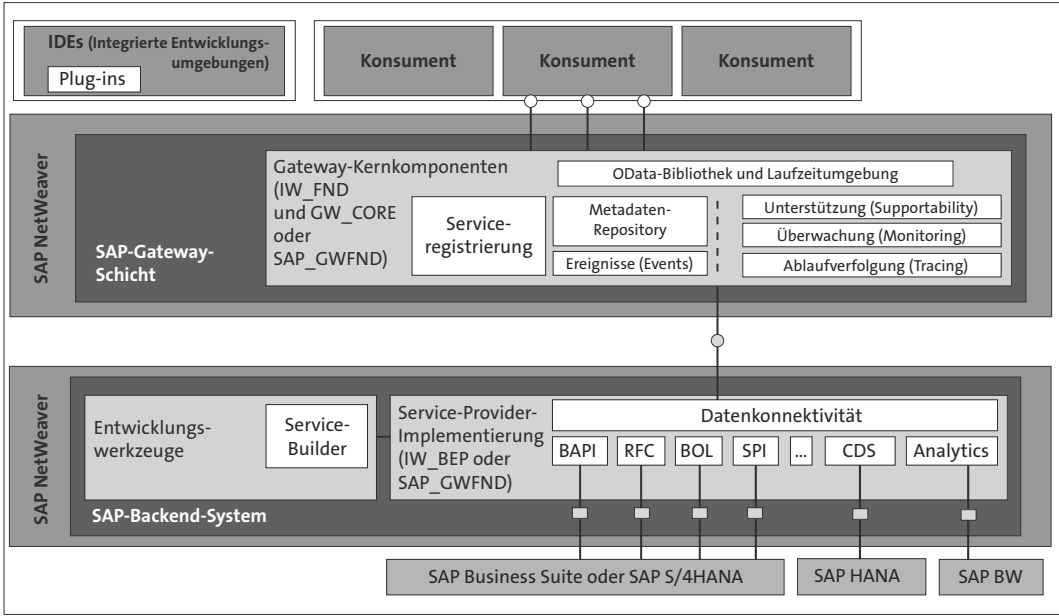 IDEs (Integrierte Entwicklungs-
umgebungen)
Plug-ins
Konsument
Konsument
Konsument
SAP NetWeaver
SAP-Gateway-
Schicht
Gateway-Kernkomponenten
(IW_FND
und GW_CORE
oder
SAP_GWFND)
OData-Bibliothek und Laufzeitumgebung
Service-
registrierung
Metadaten-
Repository
Ereignisse (Events)
Unterstützung (Supportability)
Überwachung (Monitoring)
Ablaufverfolgung (Tracing)
SAP NetWeaver
Entwicklungs-
werkzeuge
Service-
Builder
Service-Provider-
Implementierung
(IW_BEP oder
SAP_GWFND)
Datenkonnektivität
BAPI
RFC
BOL
SPI
...
CDS
Analytics
SAP-Backend-System
SAP Business Suite oder SAP S/4HANA
SAP HANA
SAP BW